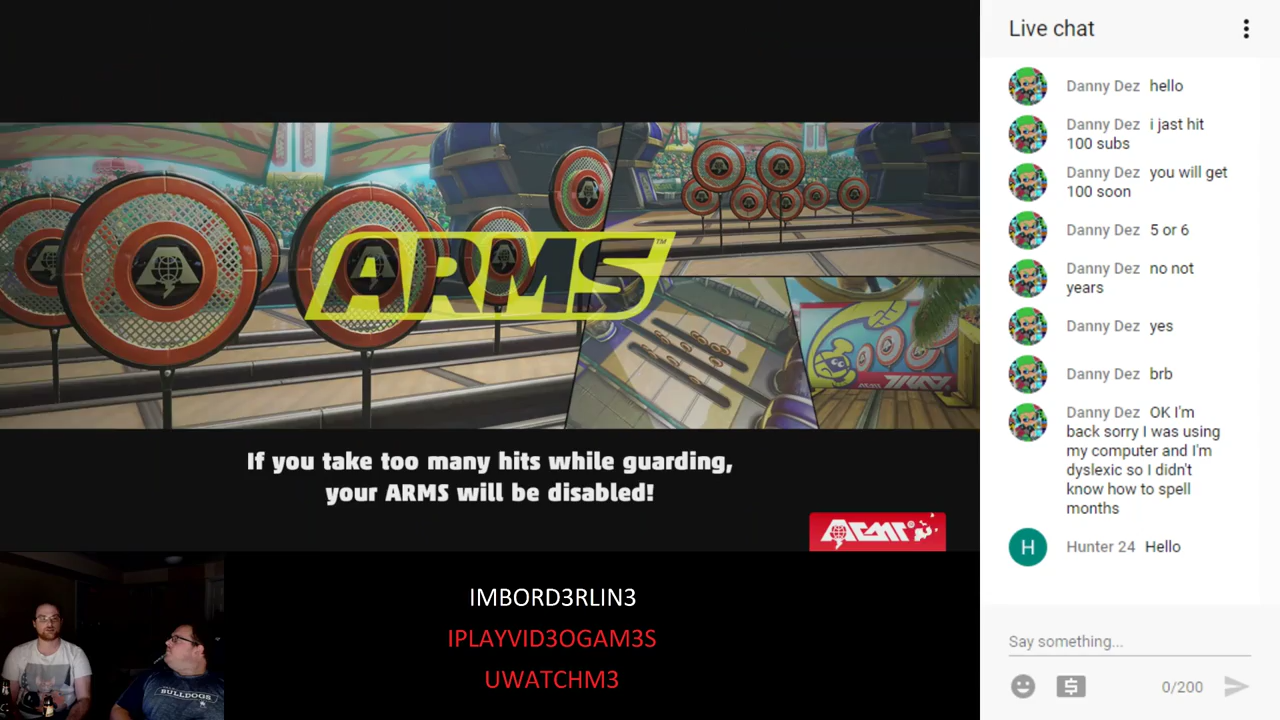 Live chat
Danny Dez hello
Danny Dez i jast hit
100 subs
Danny Dez you will get
100 soon
Danny Dez 5 or 6
Danny Dez no not
years
Danny Dez yes
Danny Dez brb
Danny Dez OK I'm
back sorry I was using
my computer and I'm
dyslexic so I didn't
know how to spell
months
H Hunter 24 Hello
Say something...
0/200
ARMS™
If you take too many hits while guarding,
your ARMS will be disabled!
IMBORD3RLIN3
IPLAYVID3OGAM3S
UWATCHM3
BULLDOGS